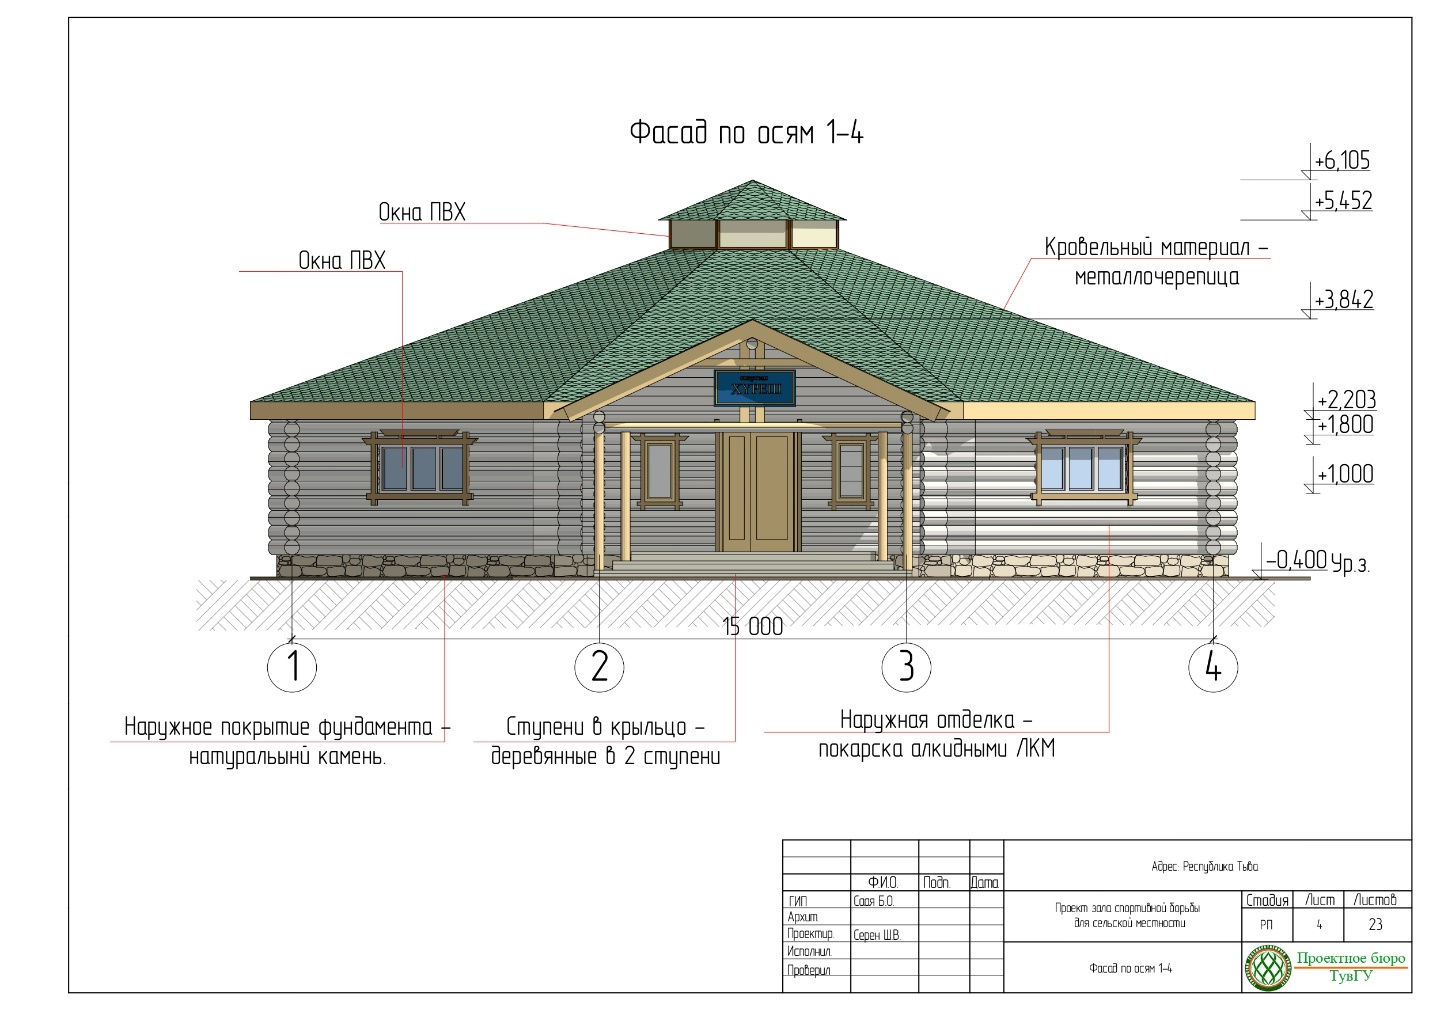 Фасад по осям 1–4
+6,105
Окна ПВХ
+5,452
Окна ПВХ
Кровельный материал –
металлочерепица
+3,842
ХҮРЕШ
+2,203
+1,800
+1,000
–0,400 Ур.з.
15 000
1
2
3
4
Наружное покрытие фундамента –
натуральынй камень.
Ступени в крыльцо –
деревянные в 2 ступени
Наружная отделка –
покарска алкидными ЛКМ
Ф.И.О. Подп. Дата
ГИП Саая Б.О.
Архит.
Проектир. Серен Ш.В.
Исполнил.
Проверил
Адрес: Республика Тыва
Проект зала спортивной борьбы
для сельской местности
Стадия Лист Листов
РП 4 23
Фасад по осям 1–4
Проектное бюро
ТувГУ